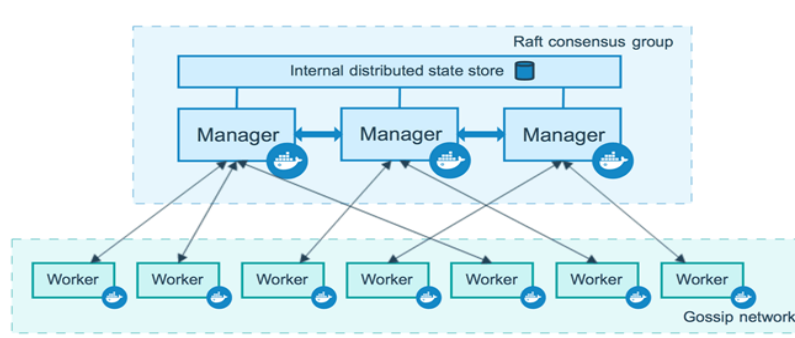 Raft consensus group
Internal distributed state store
Manager Manager Manager
Worker Worker Worker Worker Worker Worker Worker
Gossip network